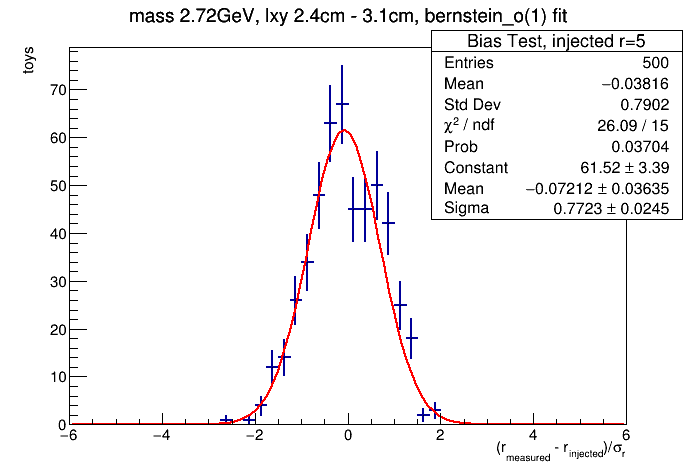 mass 2.72GeV, lxy 2.4cm - 3.1cm, bernstein_o(1) fit
toys
Bias Test, injected r=5
Entries 500
Mean −0.03816
Std Dev 0.7902
χ² / ndf 26.09 / 15
Prob 0.03704
Constant 61.52 ± 3.39
Mean −0.07212 ± 0.03635
Sigma 0.7723 ± 0.0245
70
60
50
40
30
20
10
0
−6 −4 −2 0 2 4 6
(r_measured - r_injected)/σ_r